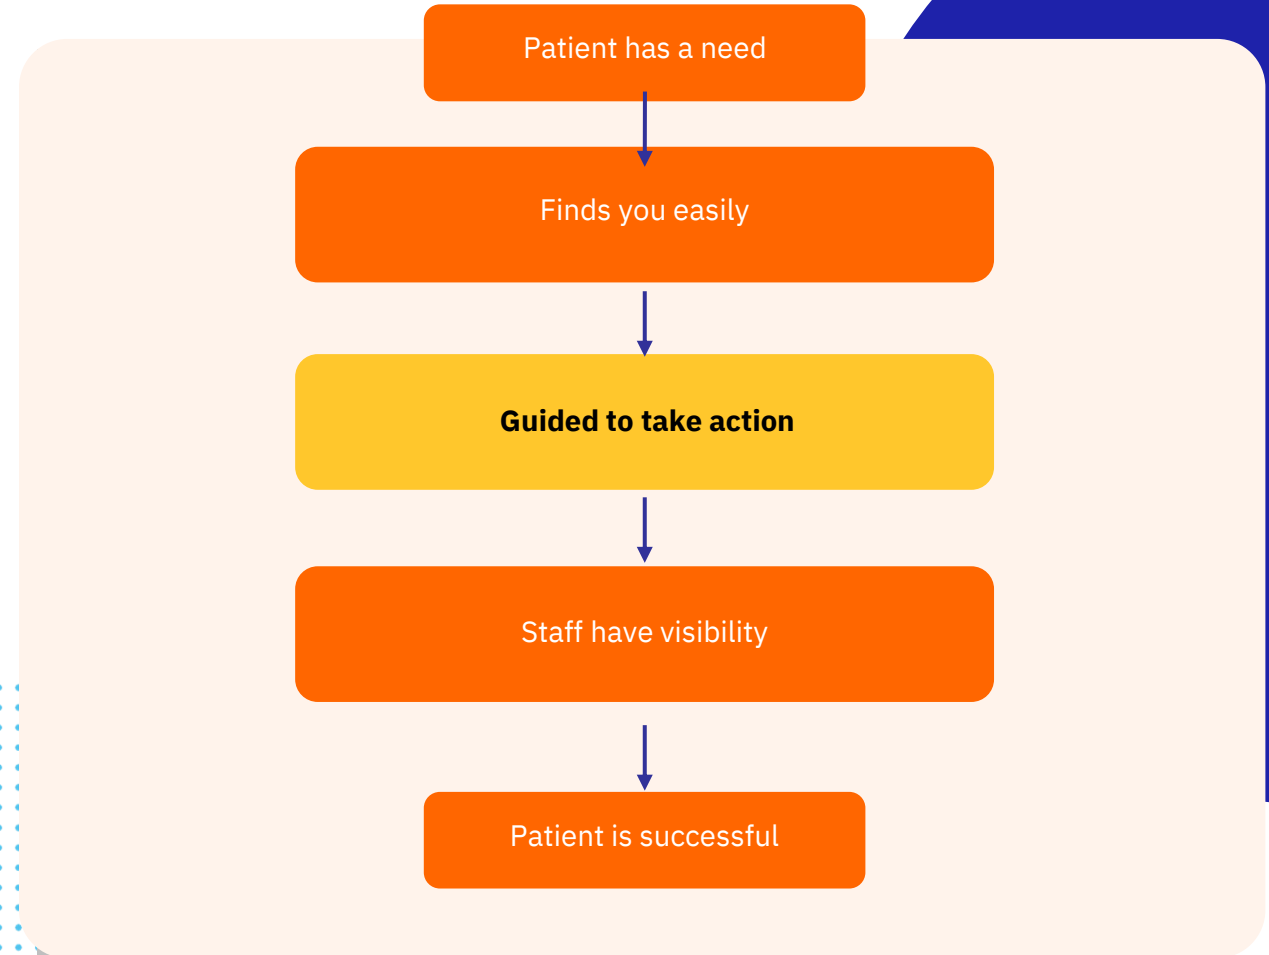 Patient has a need
Finds you easily
Guided to take action
Staff have visibility
Patient is successful